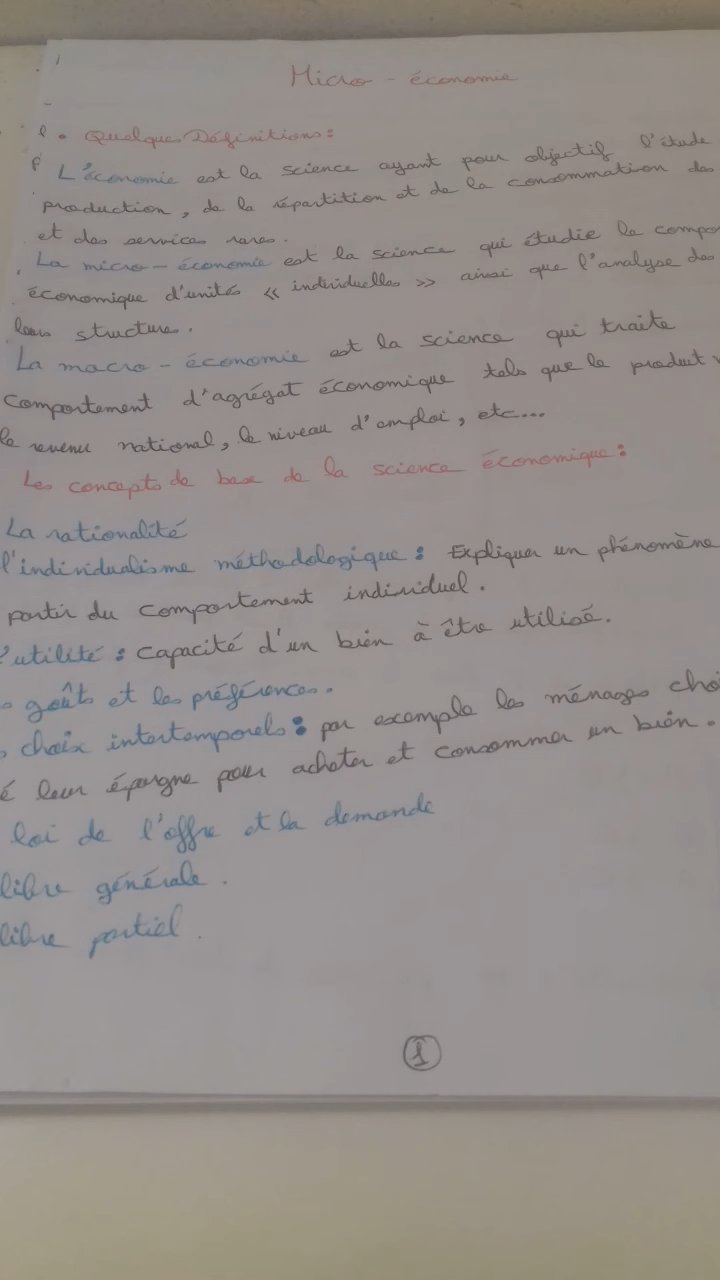 Micro - économie
Quelques Définitions :
L'économie est la science ayant pour objectif l'étude
production, de la répartition et de la consommation des
et des services rares.
La micro - économie est la science qui étudie le compo
économique d'unités « individuelles » ainsi que l'analyse des
leurs structure.
La macro - économie est la science qui traite
comportement d'agrégat économique tels que le product
le revenu national, le niveau d'emploi, etc...
Les concepts de base de la science économique :
La rationalité
l'individualisme méthodologique : Expliquer un phénomène
partir du comportement individuel.
l'utilité : capacité d'un bien à être utilisé.
goûts et les préférences.
choix intertemporels : par exemple les ménages choi
é leur épargne pour acheter et consommer un bien.
loi de l'offre et la demande
libre générale.
libre partiel.
1